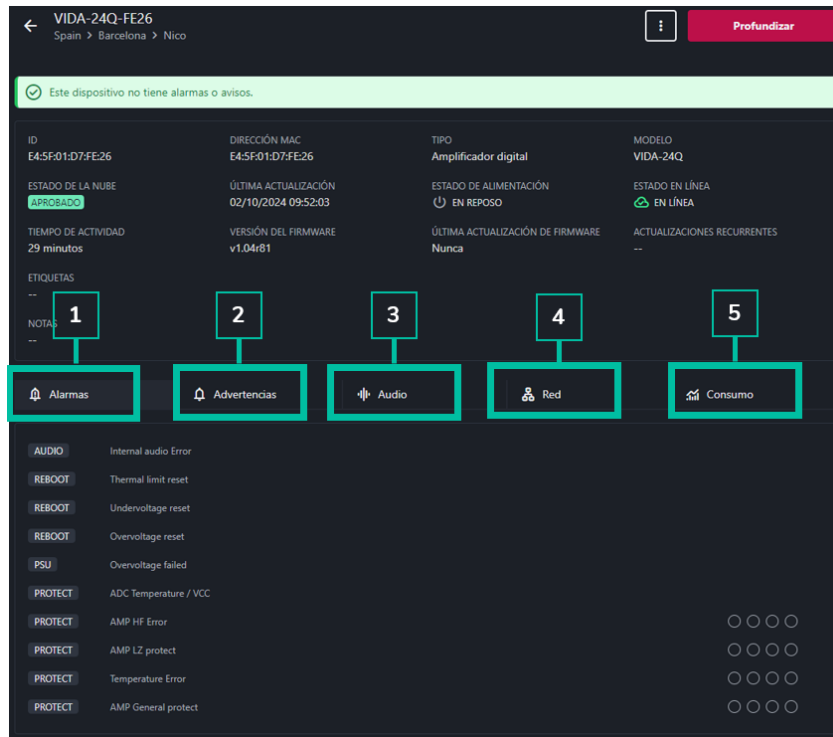 VIDA-24Q-FE26
Spain > Barcelona > Nico
Profundizar
Este dispositivo no tiene alarmas o avisos.
ID DIRECCIÓN MAC TIPO MODELO
E4:5F:01:D7:FE:26 E4:5F:01:D7:FE:26 Amplificador digital VIDA-24Q
ESTADO DE LA NUBE ÚLTIMA ACTUALIZACIÓN ESTADO DE ALIMENTACIÓN ESTADO EN LÍNEA
APROBADO 02/10/2024 09:52:03 EN REPOSO EN LÍNEA
TIEMPO DE ACTIVIDAD VERSIÓN DEL FIRMWARE ÚLTIMA ACTUALIZACIÓN DE FIRMWARE ACTUALIZACIONES RECURRENTES
29 minutos v1.04r81 Nunca --
ETIQUETAS
--
NOTAS
--
1 2 3 4 5
Alarmas Advertencias Audio Red Consumo
AUDIO Internal audio Error
REBOOT Thermal limit reset
REBOOT Undervoltage reset
REBOOT Overvoltage reset
PSU Overvoltage failed
PROTECT ADC Temperature / VCC
PROTECT AMP HF Error
PROTECT AMP LZ protect
PROTECT Temperature Error
PROTECT AMP General protect